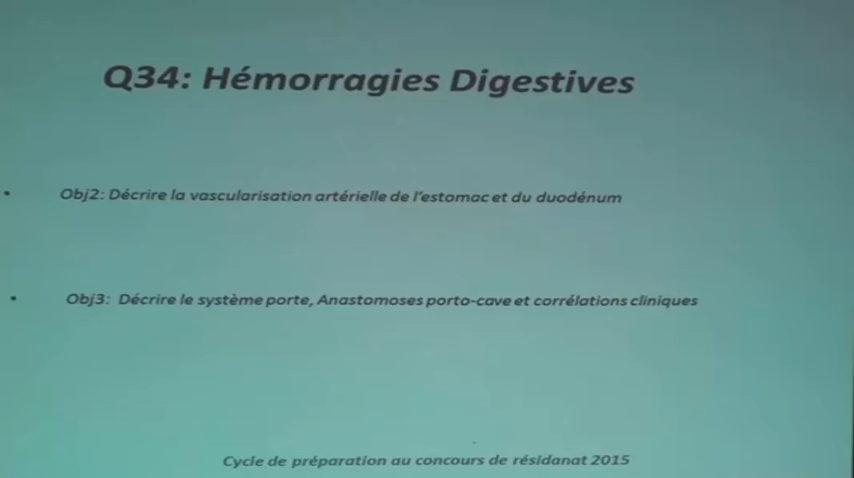 Q34: Hémorragies Digestives
• Obj2: Décrire la vascularisation artérielle de l'estomac et du duodénum
• Obj3: Décrire le système porte, Anastomoses porto-cave et corrélations cliniques
Cycle de préparation au concours de résidanat 2015